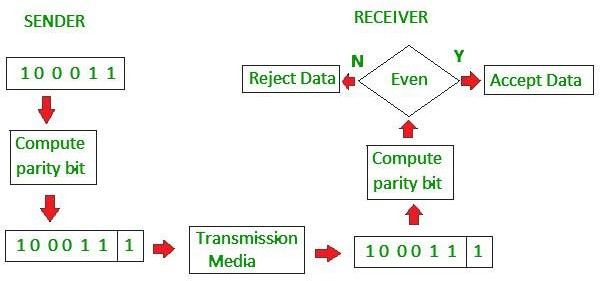 SENDER
1 0 0 0 1 1
Compute
parity bit
1 0 0 0 1 1 1
Transmission
Media
RECEIVER
N
Y
Reject Data
Even
Accept Data
Compute
parity bit
1 0 0 0 1 1 1